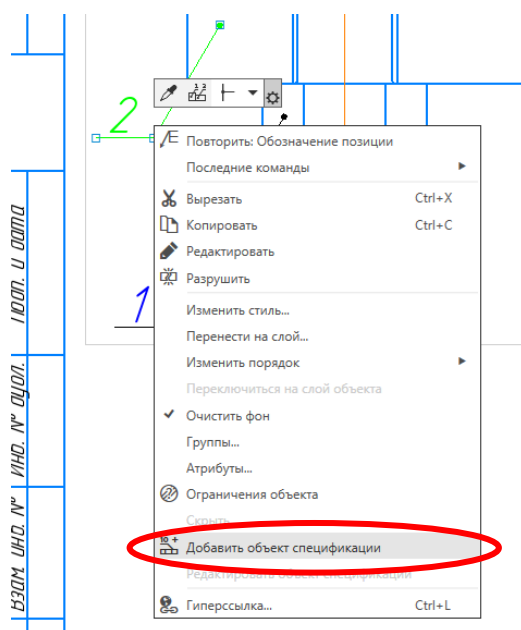 2
Повторить: Обозначение позиции
Последние команды
Вырезать Ctrl+X
Копировать Ctrl+C
Редактировать
Разрушить
Изменить стиль...
Перенести на слой...
Изменить порядок
Переключиться на слой объекта
Очистить фон
Группы...
Атрибуты...
Ограничения объекта
Скрыть
Добавить объект спецификации
Редактировать объект спецификации
Гиперссылка... Ctrl+L
1
Подп. и дата
Инв. № дубл.
Взам. инв. №